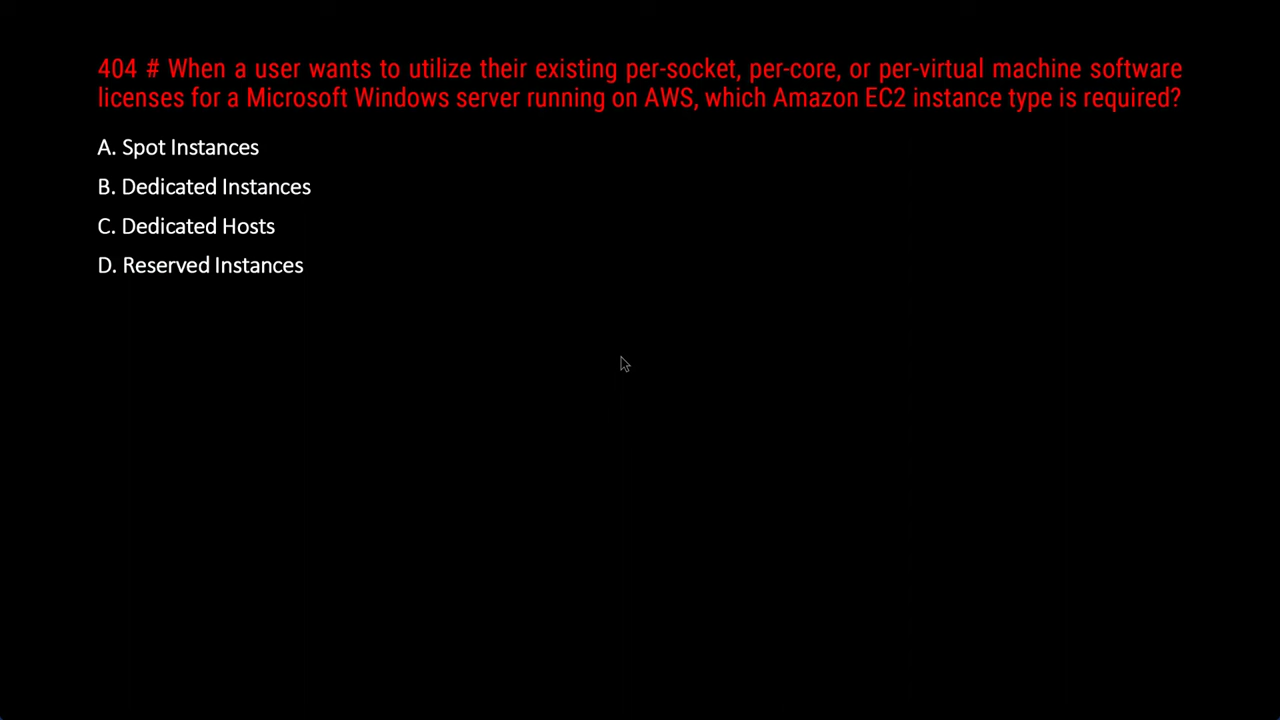 404 # When a user wants to utilize their existing per-socket, per-core, or per-virtual machine software
licenses for a Microsoft Windows server running on AWS, which Amazon EC2 instance type is required?
A. Spot Instances
B. Dedicated Instances
C. Dedicated Hosts
D. Reserved Instances